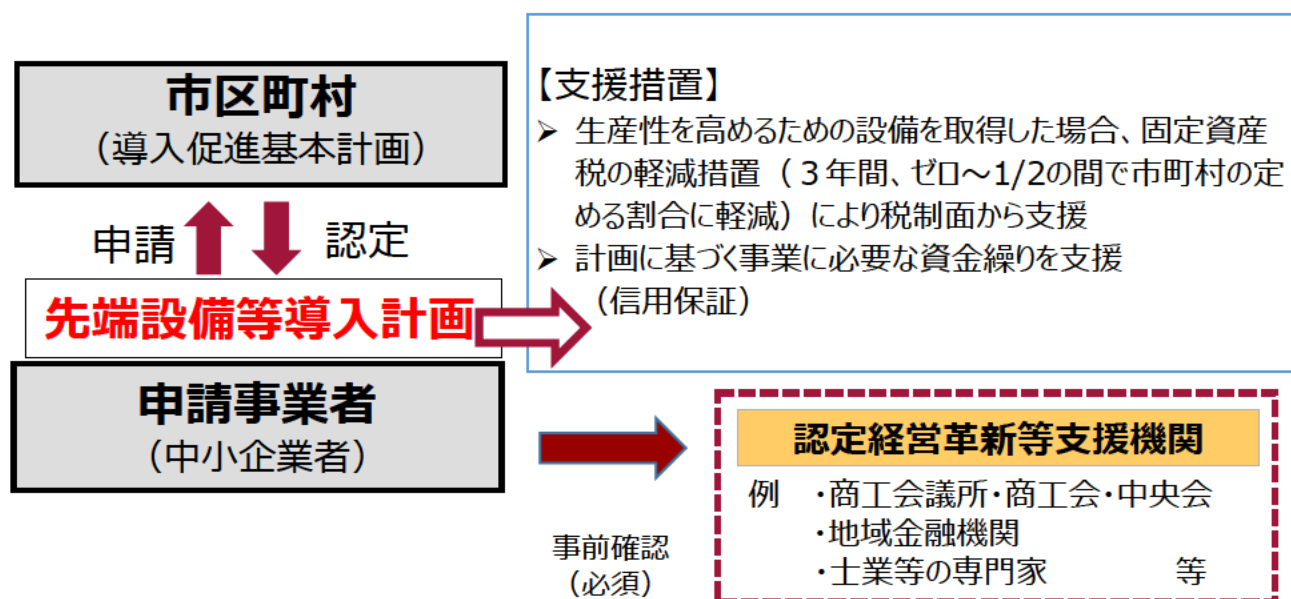 市区町村
（導入促進基本計画）
申請
認定
先端設備等導入計画
申請事業者
（中小企業者）
【支援措置】
➢ 生産性を高めるための設備を取得した場合、固定資産
税の軽減措置（３年間、ゼロ～1/2の間で市町村の定
める割合に軽減）により税制面から支援
➢ 計画に基づく事業に必要な資金繰りを支援
（信用保証）
事前確認
（必須）
認定経営革新等支援機関
例　・商工会議所・商工会・中央会
・地域金融機関
・士業等の専門家　　　　等